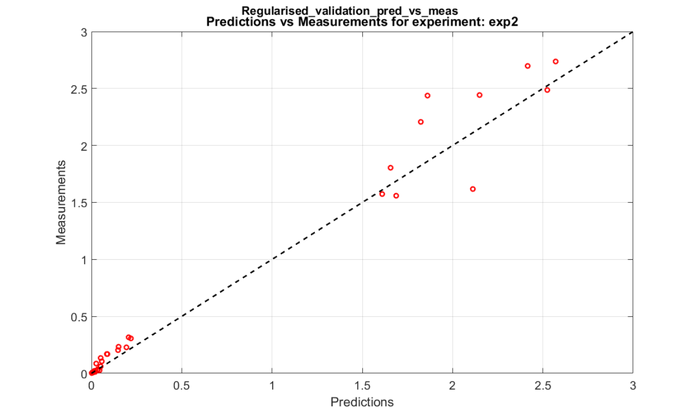 Regularised_validation_pred_vs_meas
Predictions vs Measurements for experiment: exp2
3
2.5
2
1.5
1
0.5
0
Measurements
0 0.5 1 1.5 2 2.5 3
Predictions